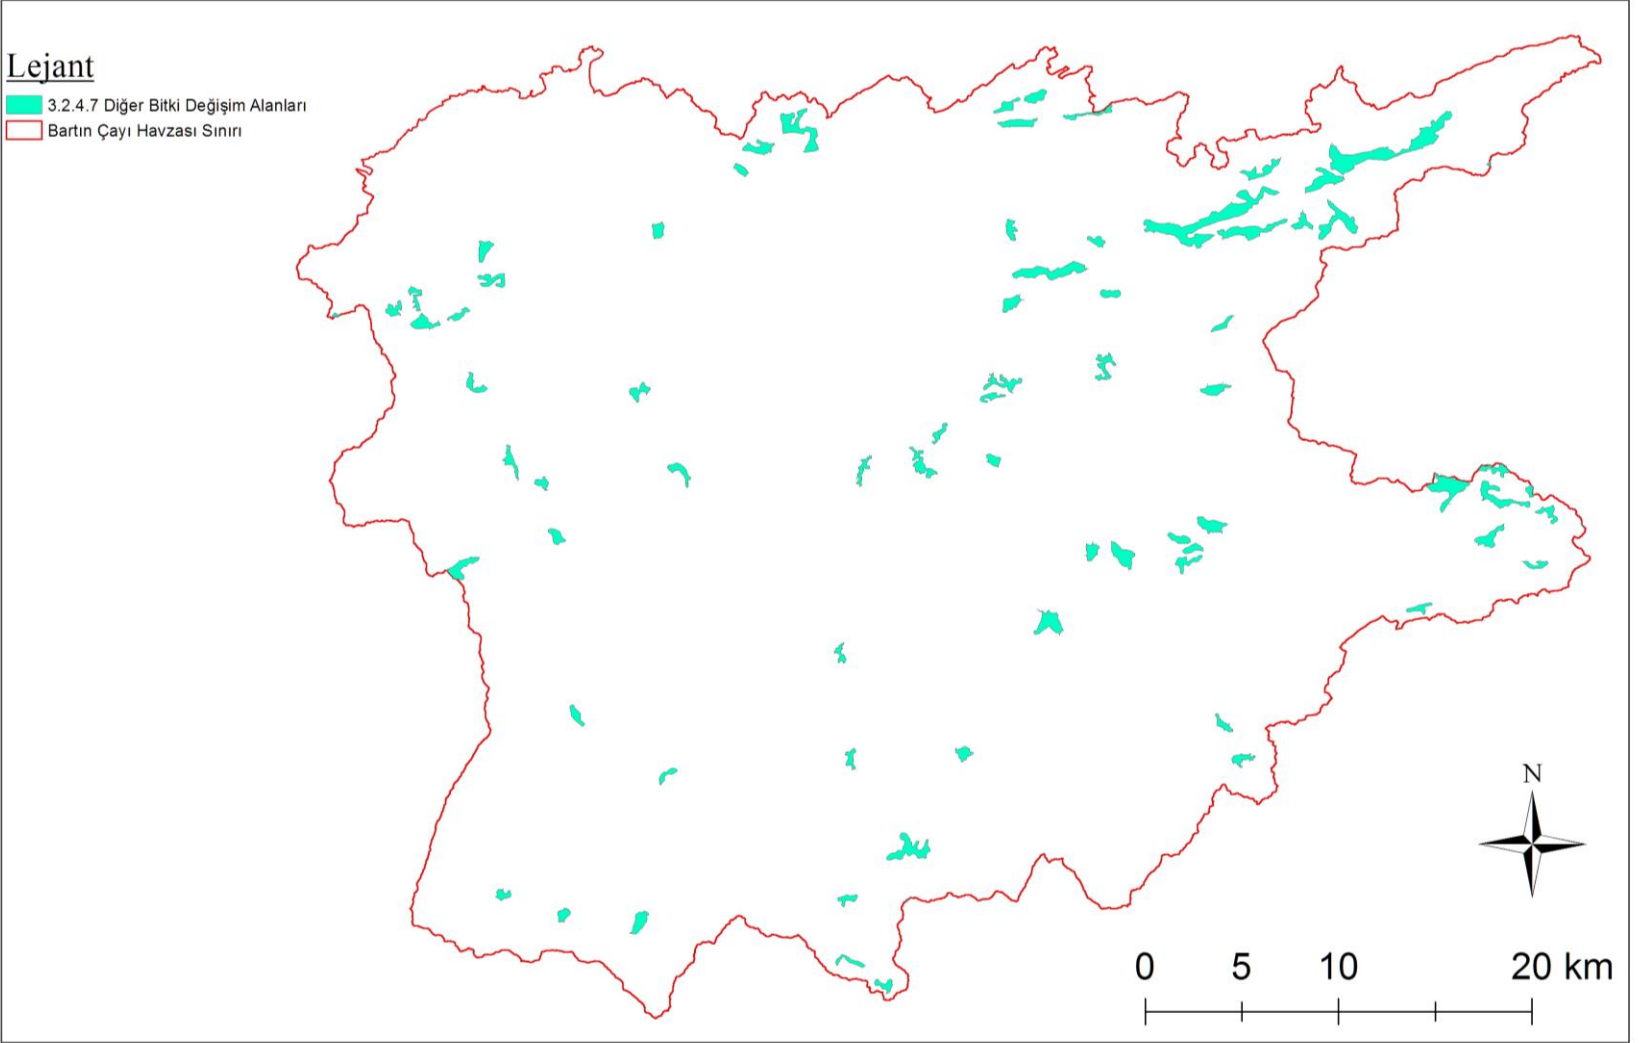 Lejant
3.2.4.7 Diğer Bitki Değişim Alanları
Bartın Çayı Havzası Sınırı
N
0 5 10 20 km